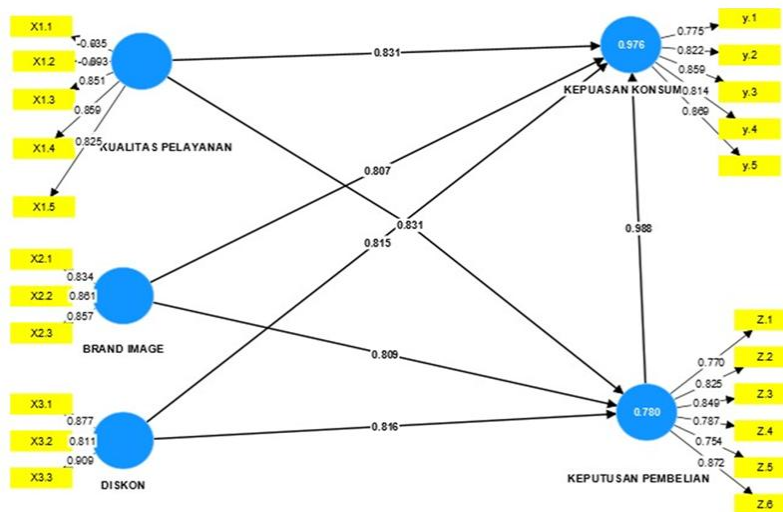 X1.1
X1.2
X1.3
X1.4
X1.5
-0.935
-0.993
0.851
0.859
0.825
KUALITAS PELAYANAN
X2.1
X2.2
X2.3
0.834
0.861
0.857
BRAND IMAGE
X3.1
X3.2
X3.3
0.877
0.811
0.909
DISKON
0.831
0.807
0.831
0.815
0.809
0.816
0.988
0.976
KEPUASAN KONSUM
0.775
0.822
0.859
0.814
0.869
y.1
y.2
y.3
y.4
y.5
0.780
KEPUTUSAN PEMBELIAN
0.770
0.825
0.849
0.787
0.754
0.872
Z.1
Z.2
Z.3
Z.4
Z.5
Z.6